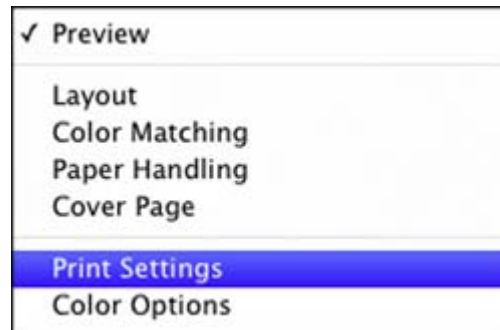 ✓ Preview
Layout
Color Matching
Paper Handling
Cover Page
Print Settings
Color Options